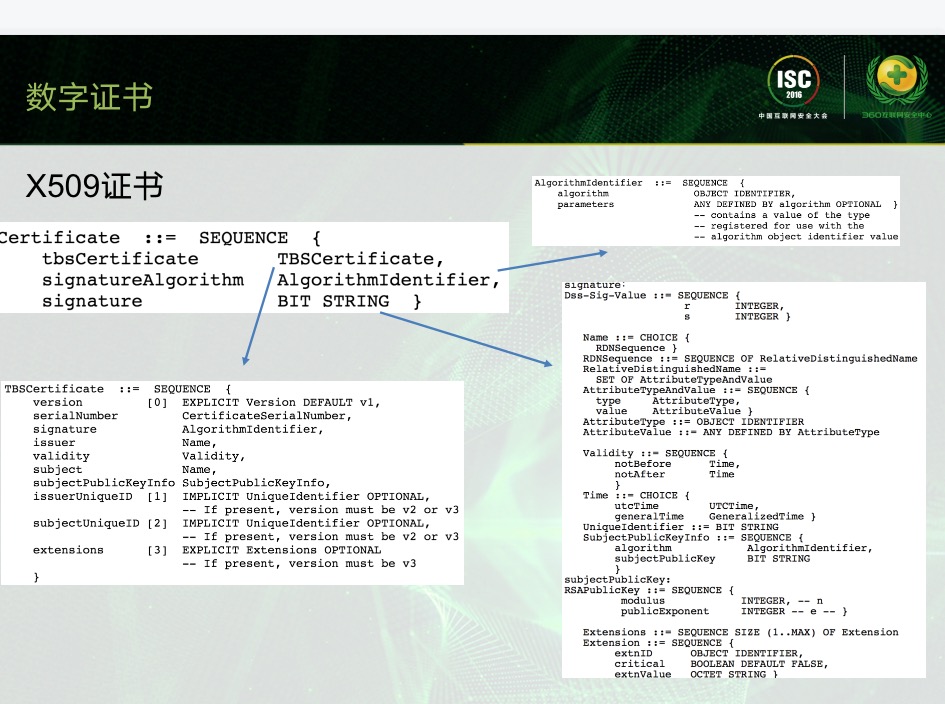 数字证书
ISC
2016
中国互联网安全大会
360互联网安全中心
X509证书
Certificate ::= SEQUENCE {
tbsCertificate TBSCertificate,
signatureAlgorithm AlgorithmIdentifier,
signature BIT STRING }
AlgorithmIdentifier ::= SEQUENCE {
algorithm OBJECT IDENTIFIER,
parameters ANY DEFINED BY algorithm OPTIONAL }
-- contains a value of the type
-- registered for use with the
-- algorithm object identifier value
TBSCertificate ::= SEQUENCE {
version [0] EXPLICIT Version DEFAULT v1,
serialNumber CertificateSerialNumber,
signature AlgorithmIdentifier,
issuer Name,
validity Validity,
subject Name,
subjectPublicKeyInfo SubjectPublicKeyInfo,
issuerUniqueID [1] IMPLICIT UniqueIdentifier OPTIONAL,
-- If present, version must be v2 or v3
subjectUniqueID [2] IMPLICIT UniqueIdentifier OPTIONAL,
-- If present, version must be v2 or v3
extensions [3] EXPLICIT Extensions OPTIONAL
-- If present, version must be v3
}
signature:
Dss-Sig-Value ::= SEQUENCE {
r INTEGER,
s INTEGER }
Name ::= CHOICE {
RDNSequence }
RDNSequence ::= SEQUENCE OF RelativeDistinguishedName
RelativeDistinguishedName ::=
SET OF AttributeTypeAndValue
AttributeTypeAndValue ::= SEQUENCE {
type AttributeType,
value AttributeValue }
AttributeType ::= OBJECT IDENTIFIER
AttributeValue ::= ANY DEFINED BY AttributeType
Validity ::= SEQUENCE {
notBefore Time,
notAfter Time
}
Time ::= CHOICE {
utcTime UTCTime,
generalTime GeneralizedTime }
UniqueIdentifier ::= BIT STRING
SubjectPublicKeyInfo ::= SEQUENCE {
algorithm AlgorithmIdentifier,
subjectPublicKey BIT STRING
}
subjectPublicKey:
RSAPublicKey ::= SEQUENCE {
modulus INTEGER, -- n
publicExponent INTEGER -- e -- }
Extensions ::= SEQUENCE SIZE (1..MAX) OF Extension
Extension ::= SEQUENCE {
extnID OBJECT IDENTIFIER,
critical BOOLEAN DEFAULT FALSE,
extnValue OCTET STRING }